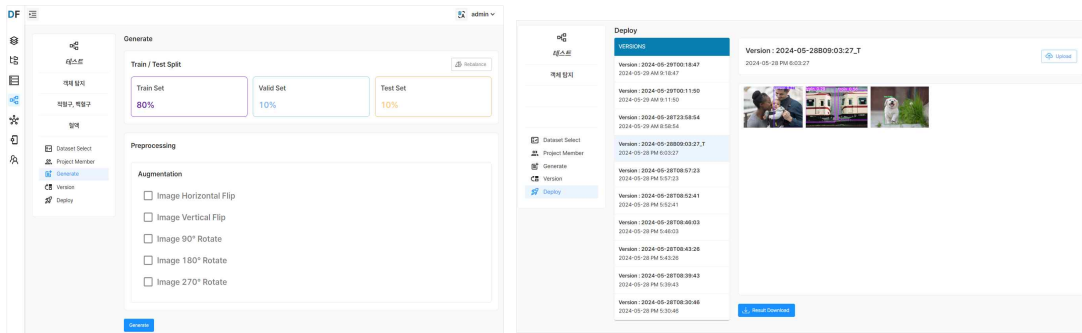 DF
admin
테스트
객체 탐지
적혈구, 백혈구
혈액
Dataset Select
Project Member
Generate
Version
Deploy
Generate
Train / Test Split
Rebalance
Train Set
80%
Valid Set
10%
Test Set
10%
Preprocessing
Augmentation
Image Horizontal Flip
Image Vertical Flip
Image 90° Rotate
Image 180° Rotate
Image 270° Rotate
Generate
테스트
객체 탐지
Dataset Select
Project Member
Generate
Version
Deploy
Deploy
VERSIONS
Version : 2024-05-29T00:18:47
2024-05-29 AM 9:18:47
Version : 2024-05-29T00:11:50
2024-05-29 AM 9:11:50
Version : 2024-05-28T23:58:54
2024-05-29 AM 8:58:54
Version : 2024-05-28B09:03:27_T
2024-05-28 PM 6:03:27
Version : 2024-05-28T08:57:23
2024-05-28 PM 5:57:23
Version : 2024-05-28T08:52:41
2024-05-28 PM 5:52:41
Version : 2024-05-28T08:46:03
2024-05-28 PM 5:46:03
Version : 2024-05-28T08:43:26
2024-05-28 PM 5:43:26
Version : 2024-05-28T08:39:43
2024-05-28 PM 5:39:43
Version : 2024-05-28T08:30:46
2024-05-28 PM 5:30:46
Version : 2024-05-28B09:03:27_T
2024-05-28 PM 6:03:27
Upload
Result Download